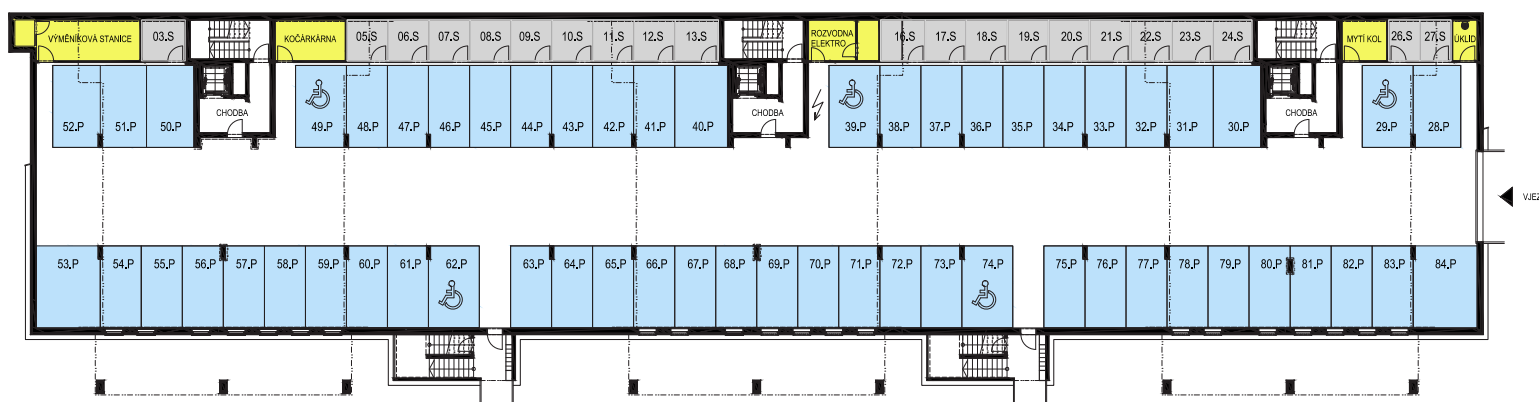 VÝMĚNÍKOVÁ STANICE
03.S
KOČÁRKÁRNA
05.S
06.S
07.S
08.S
09.S
10.S
11.S
12.S
13.S
ROZVODNA
ELEKTRO
16.S
17.S
18.S
19.S
20.S
21.S
22.S
23.S
24.S
MYTÍ KOL
26.S
27.S
ÚKLID
CHODBA
CHODBA
CHODBA
52.P
51.P
50.P
49.P
48.P
47.P
46.P
45.P
44.P
43.P
42.P
41.P
40.P
39.P
38.P
37.P
36.P
35.P
34.P
33.P
32.P
31.P
30.P
29.P
28.P
VJEZ
53.P
54.P
55.P
56.P
57.P
58.P
59.P
60.P
61.P
62.P
63.P
64.P
65.P
66.P
67.P
68.P
69.P
70.P
71.P
72.P
73.P
74.P
75.P
76.P
77.P
78.P
79.P
80.P
81.P
82.P
83.P
84.P